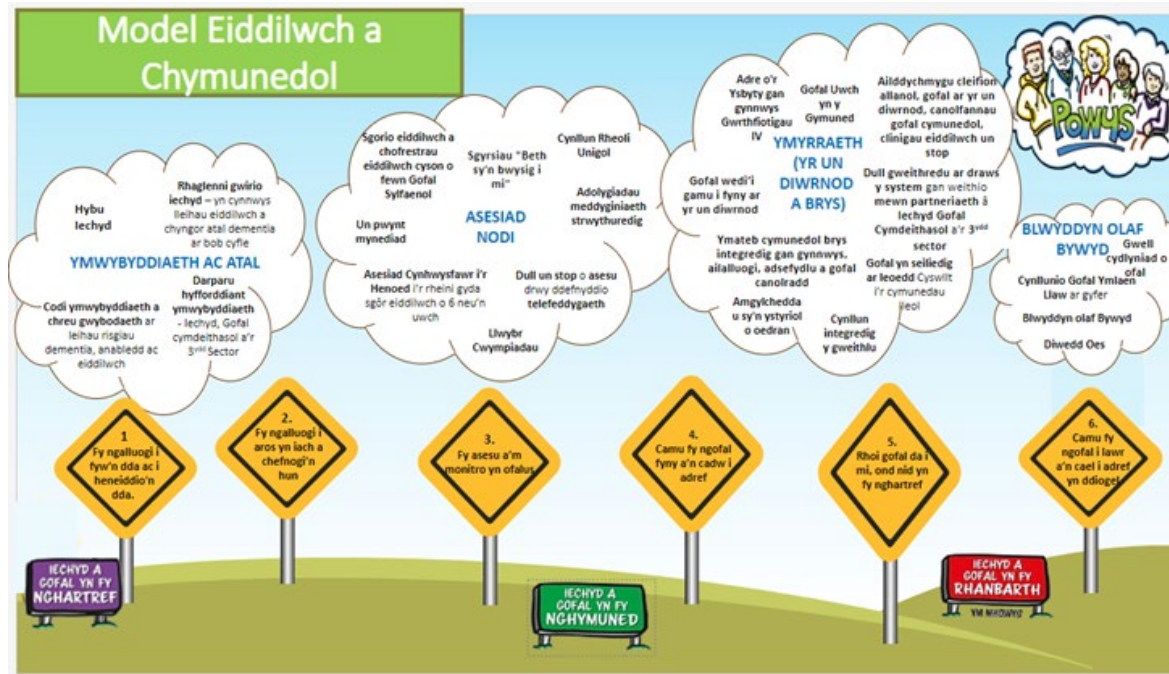 Model Eiddilwch a
Chymunedol
POWYS
Hybu
Iechyd
Rhaglenni gwirio
iechyd – yn cynnwys
lleihau eiddilwch a
chyngor atal dementia
ar bob cyfle
YMWYBYDDIAETH AC ATAL
Codi ymwybyddiaeth a
chreu gwybodaeth ar
leihau risgiau
dementia, anabledd ac
eiddilwch
Darparu
hyfforddiant
ymwybyddiaeth
- Iechyd, Gofal
cymdeithasol a'r
3ydd Sector
Sgorio eiddilwch a
chofrestrau
eiddilwch cyson o
fewn Gofal
Sylfaenol
Sgyrsiau "Beth
sy'n bwysig i
mi"
Cynllun Rheoli
Unigol
Un pwynt
mynediad
ASESIAD
NODI
Adolygiadau
meddyginiaeth
strwythuredig
Asesiad Cynhwysfawr i'r
Henoed i'r rheini gyda
sgôr eiddilwch o 6 neu'n
uwch
Dull un stop o asesu
drwy ddefnyddio
telefeddygaeth
Llwybr
Cwympiadau
Adre o'r
Ysbyty gan
gynnwys
Gwrthfiotigau
IV
Gofal Uwch
yn y
Gymuned
Ailddychmygu cleifion
allanol, gofal ar yr un
diwrnod, canolfannau
gofal cymunedol,
clinigau eiddilwch un
stop
YMYRRAETH
(YR UN
DIWRNOD
A BRYS)
Gofal wedi'i
gamu i fyny ar
yr un diwrnod
Dull gweithredu ar draws
y system gan weithio
mewn partneriaeth â
Iechyd Gofal
Cymdeithasol a'r 3ydd
sector
Ymateb cymunedol brys
integredig gan gynnwys,
ailalluogi, adsefydlu a gofal
canolradd
Gofal yn seiliedig
ar leoedd Cyswllt
i'r cymunedau
lleol
Amgylchedda
u sy'n ystyriol
o oedran
Cynllun
integredig
y gweithlu
BLWYDDYN OLAF
BYWYD
Gwell
cydlyniad o
ofal
Cynllunio Gofal Ymlaen
Llaw ar gyfer
Blwyddyn olaf Bywyd
Diwedd Oes
1
Fy ngalluogi i
fyw'n dda ac i
heneiddio'n
dda.
2.
Fy ngalluogi i
aros yn iach a
chefnogi'n
hun
3.
Fy asesu a'm
monitro yn ofalus
4.
Camu fy ngofal
fyny a'n cadw i
adref
5.
Rhoi gofal da i
mi, ond nid yn
fy nghartref
6.
Camu fy
ngofal i lawr
a'n cael i adref
yn ddiogel
IECHYD A
GOFAL YN FY
NGHARTREF
IECHYD A
GOFAL YN FY
NGHYMUNED
IECHYD A
GOFAL YN FY
RHANBARTH